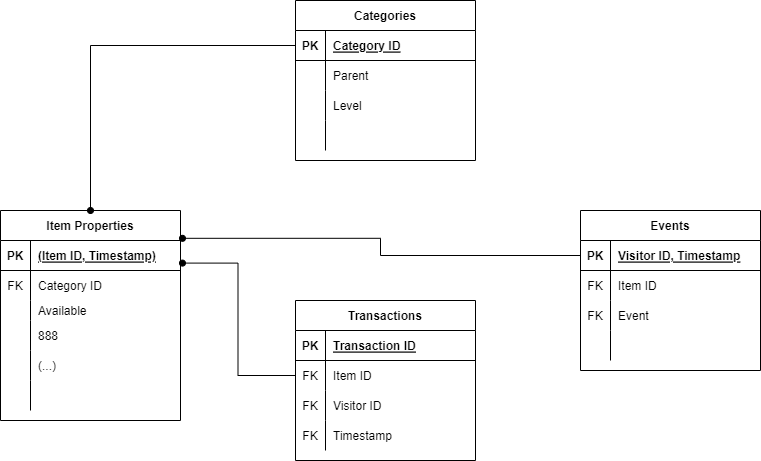 Categories
PK Category ID
Parent
Level
Item Properties
PK (Item ID, Timestamp)
FK Category ID
Available
888
(...)
Events
PK Visitor ID, Timestamp
FK Item ID
FK Event
Transactions
PK Transaction ID
FK Item ID
FK Visitor ID
FK Timestamp